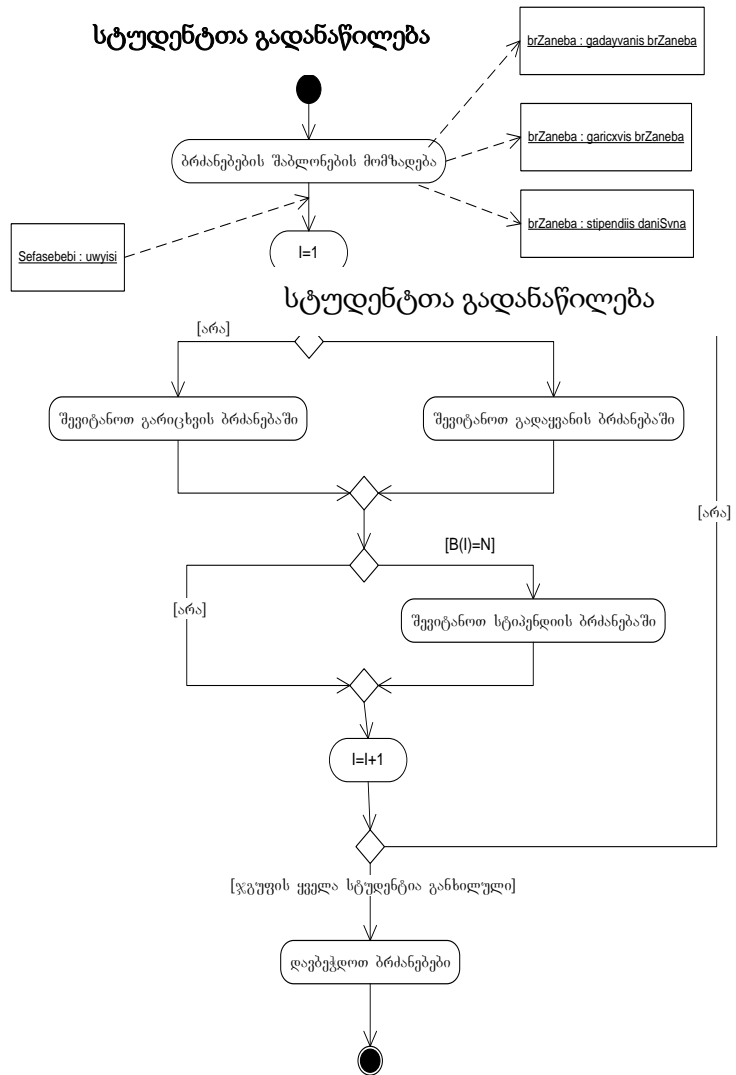 სტუდენტთა გადანაწილება
brZaneba : gadayvanis brZaneba
brZaneba : garicxvis brZaneba
ბრძანებების შაბლონების მომზადება
brZaneba : stipendiis daniSvna
Sefasebebi : uwyisi
I=1
სტუდენტთა გადანაწილება
[არა]
შევიტანოთ გარიცხვის ბრძანებაში
შევიტანოთ გადაყვანის ბრძანებაში
[არა]
[B(I)=N]
[არა]
შევიტანოთ სტიპენდიის ბრძანებაში
I=I+1
[ჯგუფის ყველა სტუდენტია განხილული]
დავბეჭდოთ ბრძანებები